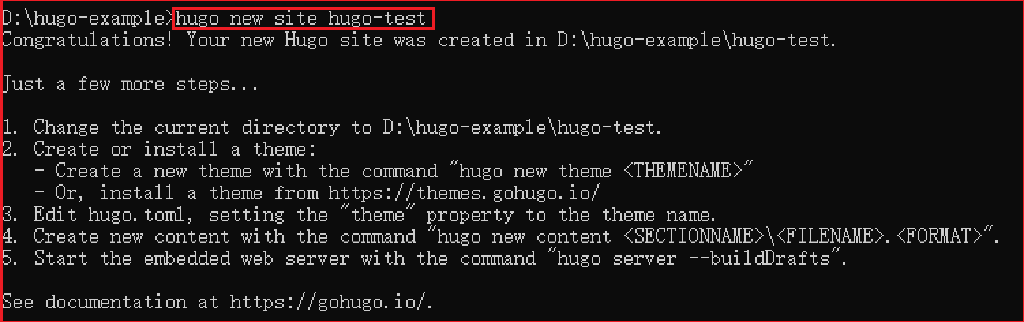 D:\hugo-example>hugo new site hugo-test
Congratulations! Your new Hugo site was created in D:\hugo-example\hugo-test.
Just a few more steps...
1. Change the current directory to D:\hugo-example\hugo-test.
2. Create or install a theme:
- Create a new theme with the command "hugo new theme <THEMENAME>"
- Or, install a theme from https://themes.gohugo.io/
3. Edit hugo.toml, setting the "theme" property to the theme name.
4. Create new content with the command "hugo new content <SECTIONNAME>\<FILENAME>.<FORMAT>".
5. Start the embedded web server with the command "hugo server --buildDrafts".
See documentation at https://gohugo.io/.